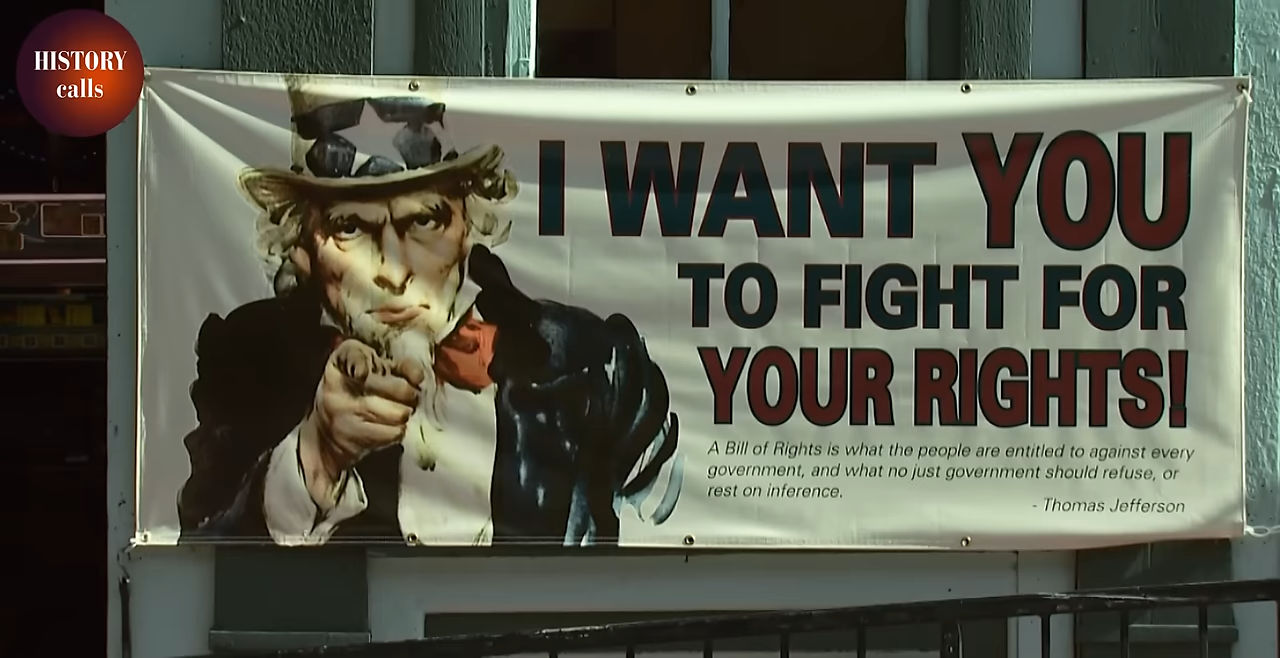 HISTORY
calls
I WANT YOU
TO FIGHT FOR
YOUR RIGHTS!
A Bill of Rights is what the people are entitled to against every
government, and what no just government should refuse, or
rest on inference.
- Thomas Jefferson